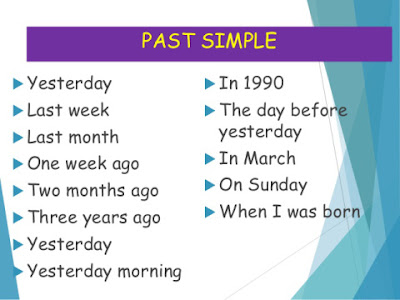 PAST SIMPLE
Yesterday
Last week
Last month
One week ago
Two months ago
Three years ago
Yesterday
Yesterday morning
In 1990
The day before
yesterday
In March
On Sunday
When I was born